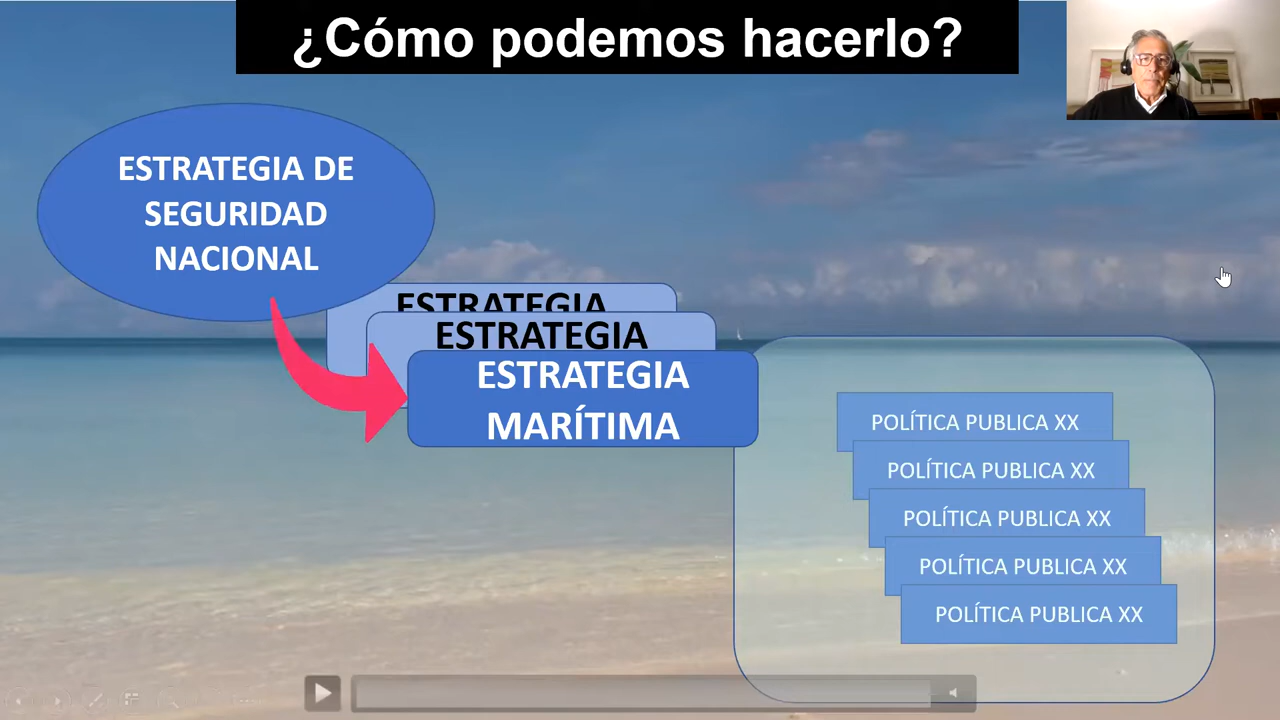 ¿Cómo podemos hacerlo?
ESTRATEGIA DE
SEGURIDAD
NACIONAL
ESTRATEGIA
ESTRATEGIA
ESTRATEGIA
MARÍTIMA
POLÍTICA PUBLICA XX
POLÍTICA PUBLICA XX
POLÍTICA PUBLICA XX
POLÍTICA PUBLICA XX
POLÍTICA PUBLICA XX